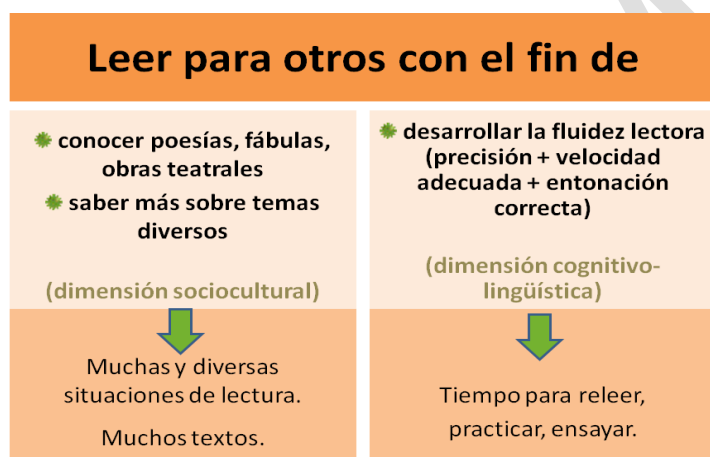 Leer para otros con el fin de
conocer poesías, fábulas,
obras teatrales
saber más sobre temas
diversos
(dimensión sociocultural)
Muchas y diversas
situaciones de lectura.
Muchos textos.
desarrollar la fluidez lectora
(precisión + velocidad
adecuada + entonación
correcta)
(dimensión cognitivo-
lingüística)
Tiempo para releer,
practicar, ensayar.